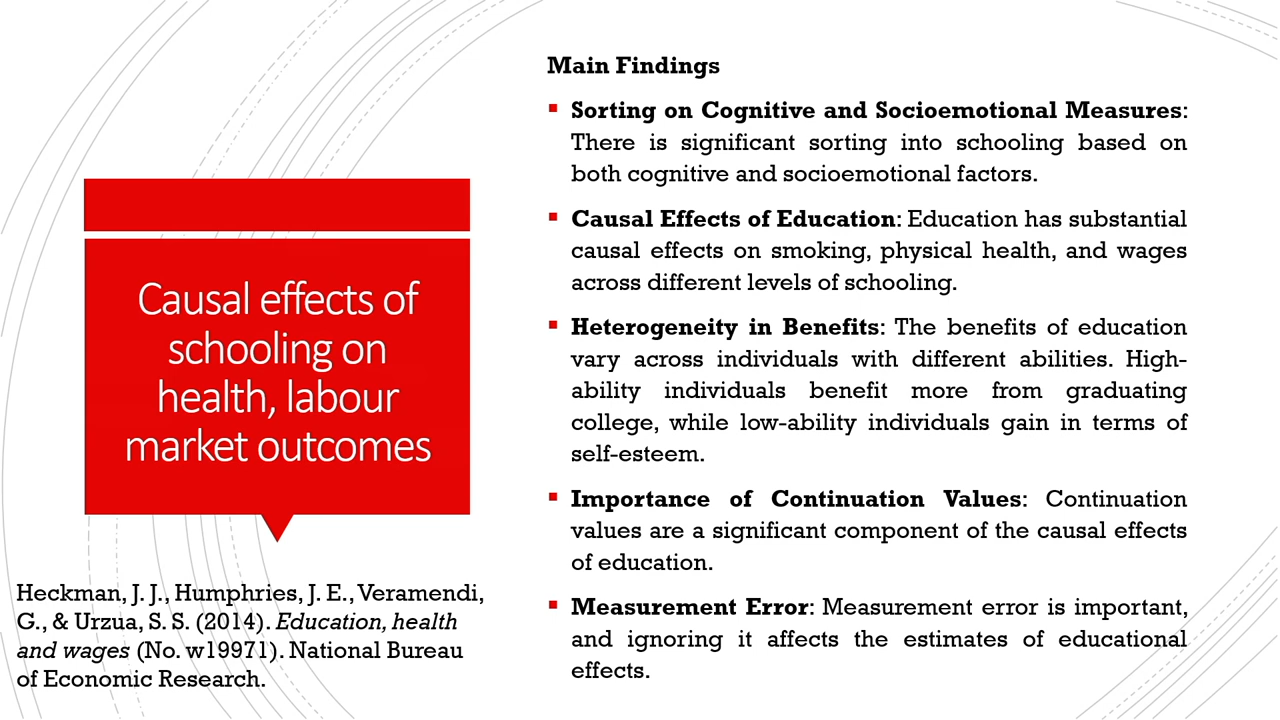 Causal effects of
schooling on
health, labour
market outcomes
Heckman, J. J., Humphries, J. E., Veramendi,
G., & Urzua, S. S. (2014). Education, health
and wages (No. w19971). National Bureau
of Economic Research.
Main Findings
▪ Sorting on Cognitive and Socioemotional Measures:
There is significant sorting into schooling based on
both cognitive and socioemotional factors.
▪ Causal Effects of Education: Education has substantial
causal effects on smoking, physical health, and wages
across different levels of schooling.
▪ Heterogeneity in Benefits: The benefits of education
vary across individuals with different abilities. High-
ability individuals benefit more from graduating
college, while low-ability individuals gain in terms of
self-esteem.
▪ Importance of Continuation Values: Continuation
values are a significant component of the causal effects
of education.
▪ Measurement Error: Measurement error is important,
and ignoring it affects the estimates of educational
effects.